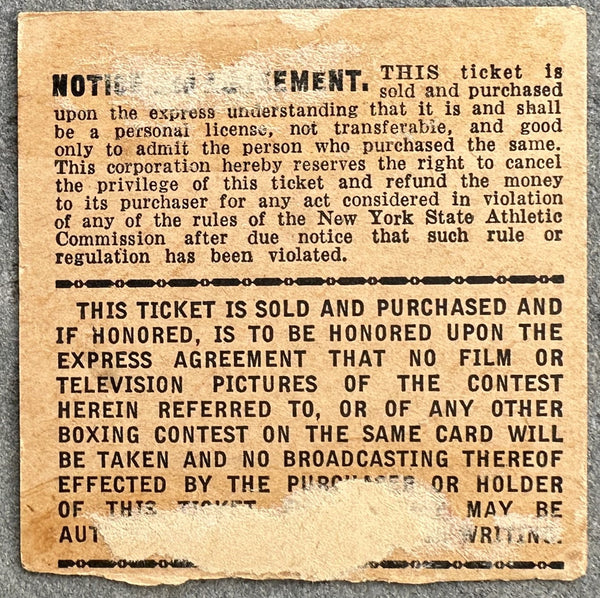 EMENT. THIS ticket is
sold and purchased
upon the express understanding that it is and shall
be a personal license, not transferable, and good
only to admit the person who purchased the same.
This corporation hereby reserves the right to cancel
the privilege of this ticket and refund the money
to its purchaser for any act considered in violation
of any of the rules of the New York State Athletic
Commission after due notice that such rule or
regulation has been violated.
THIS TICKET IS SOLD AND PURCHASED AND
IF HONORED, IS TO BE HONORED UPON THE
EXPRESS AGREEMENT THAT NO FILM OR
TELEVISION PICTURES OF THE CONTEST
HEREIN REFERRED TO, OR OF ANY OTHER
BOXING CONTEST ON THE SAME CARD WILL
BE TAKEN AND NO BROADCASTING THEREOF
EFFECTED BY THE PURCHASER OR HOLDER
OF THIS TICKET MAY BE
AUT WRITING.